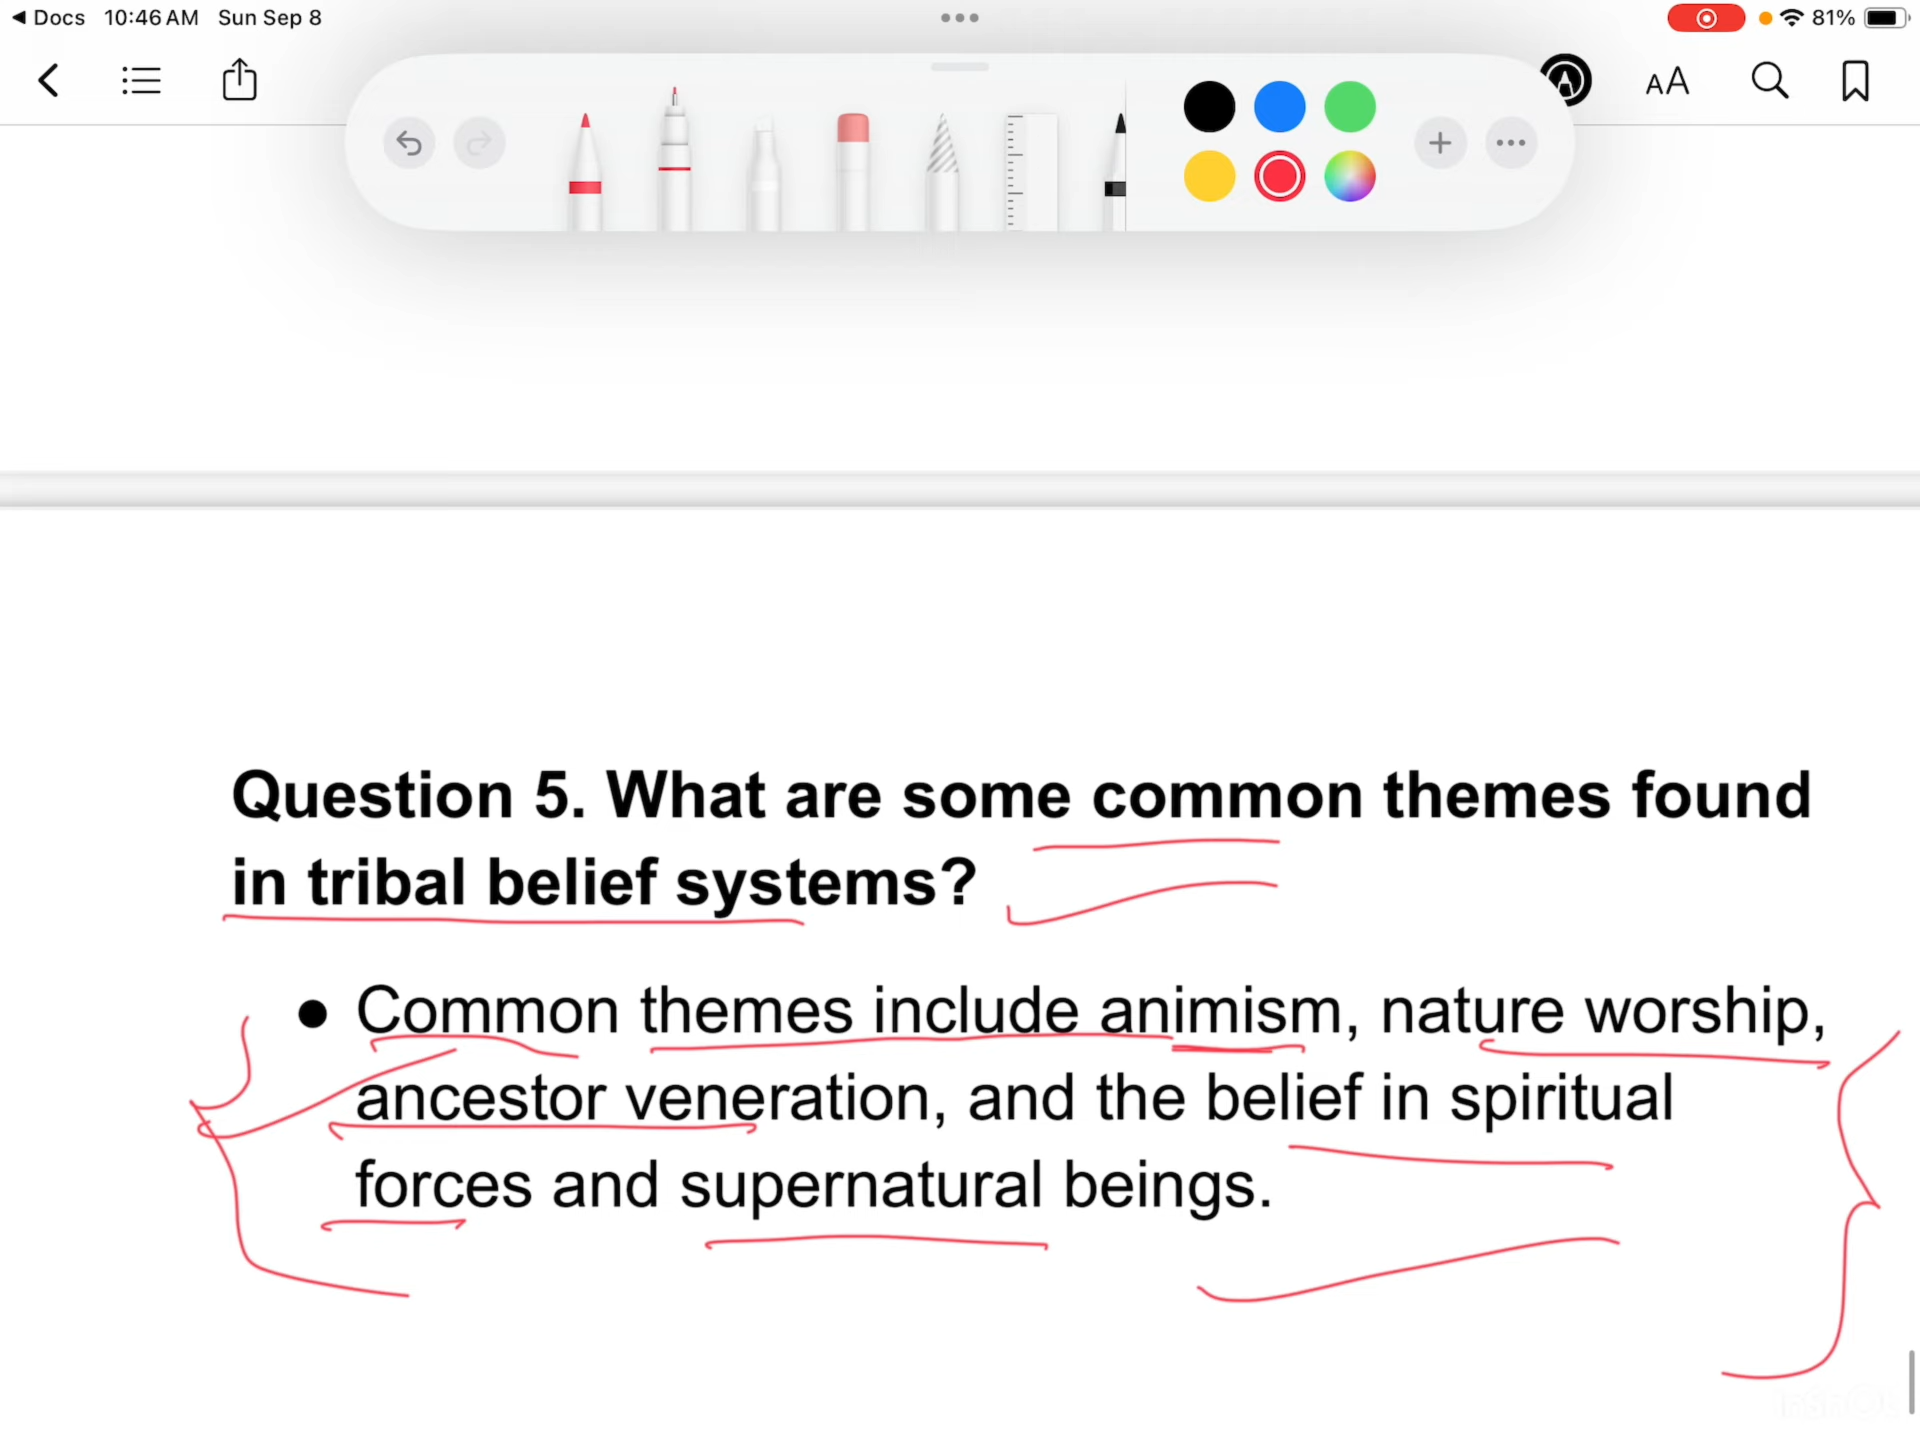 Docs 10:46 AM Sun Sep 8
81%
AA
Question 5. What are some common themes found
in tribal belief systems?
● Common themes include animism, nature worship,
ancestor veneration, and the belief in spiritual
forces and supernatural beings.